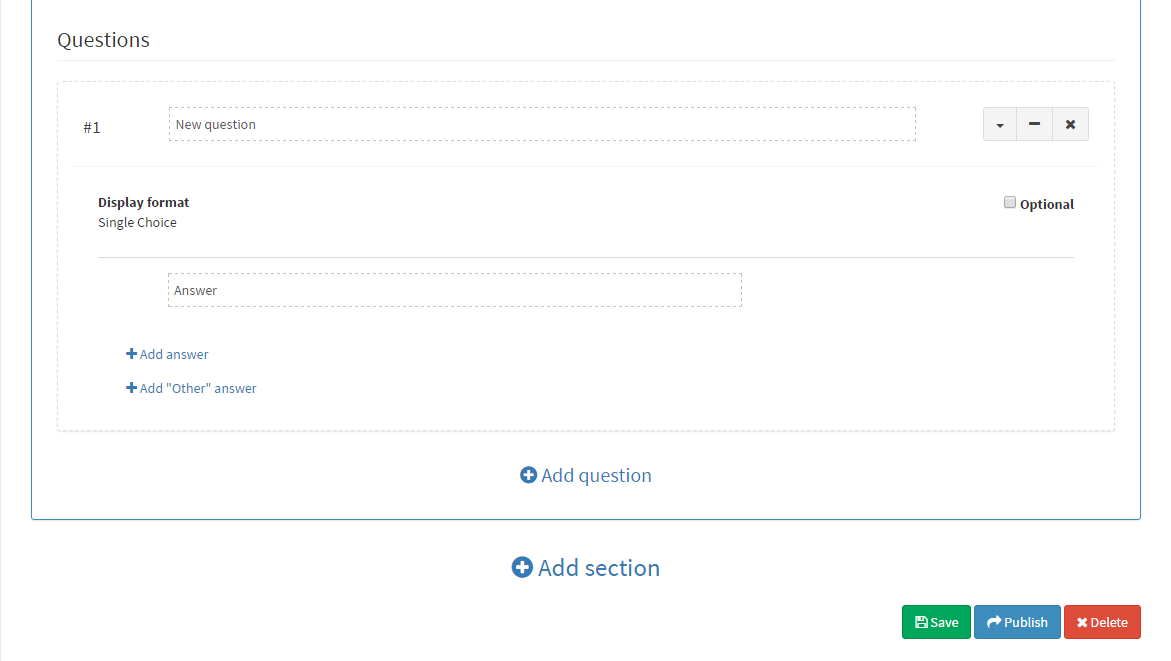 Questions
#1
New question
Display format
Optional
Single Choice
Answer
Add answer
Add "Other" answer
Add question
Add section
Save
Publish
Delete